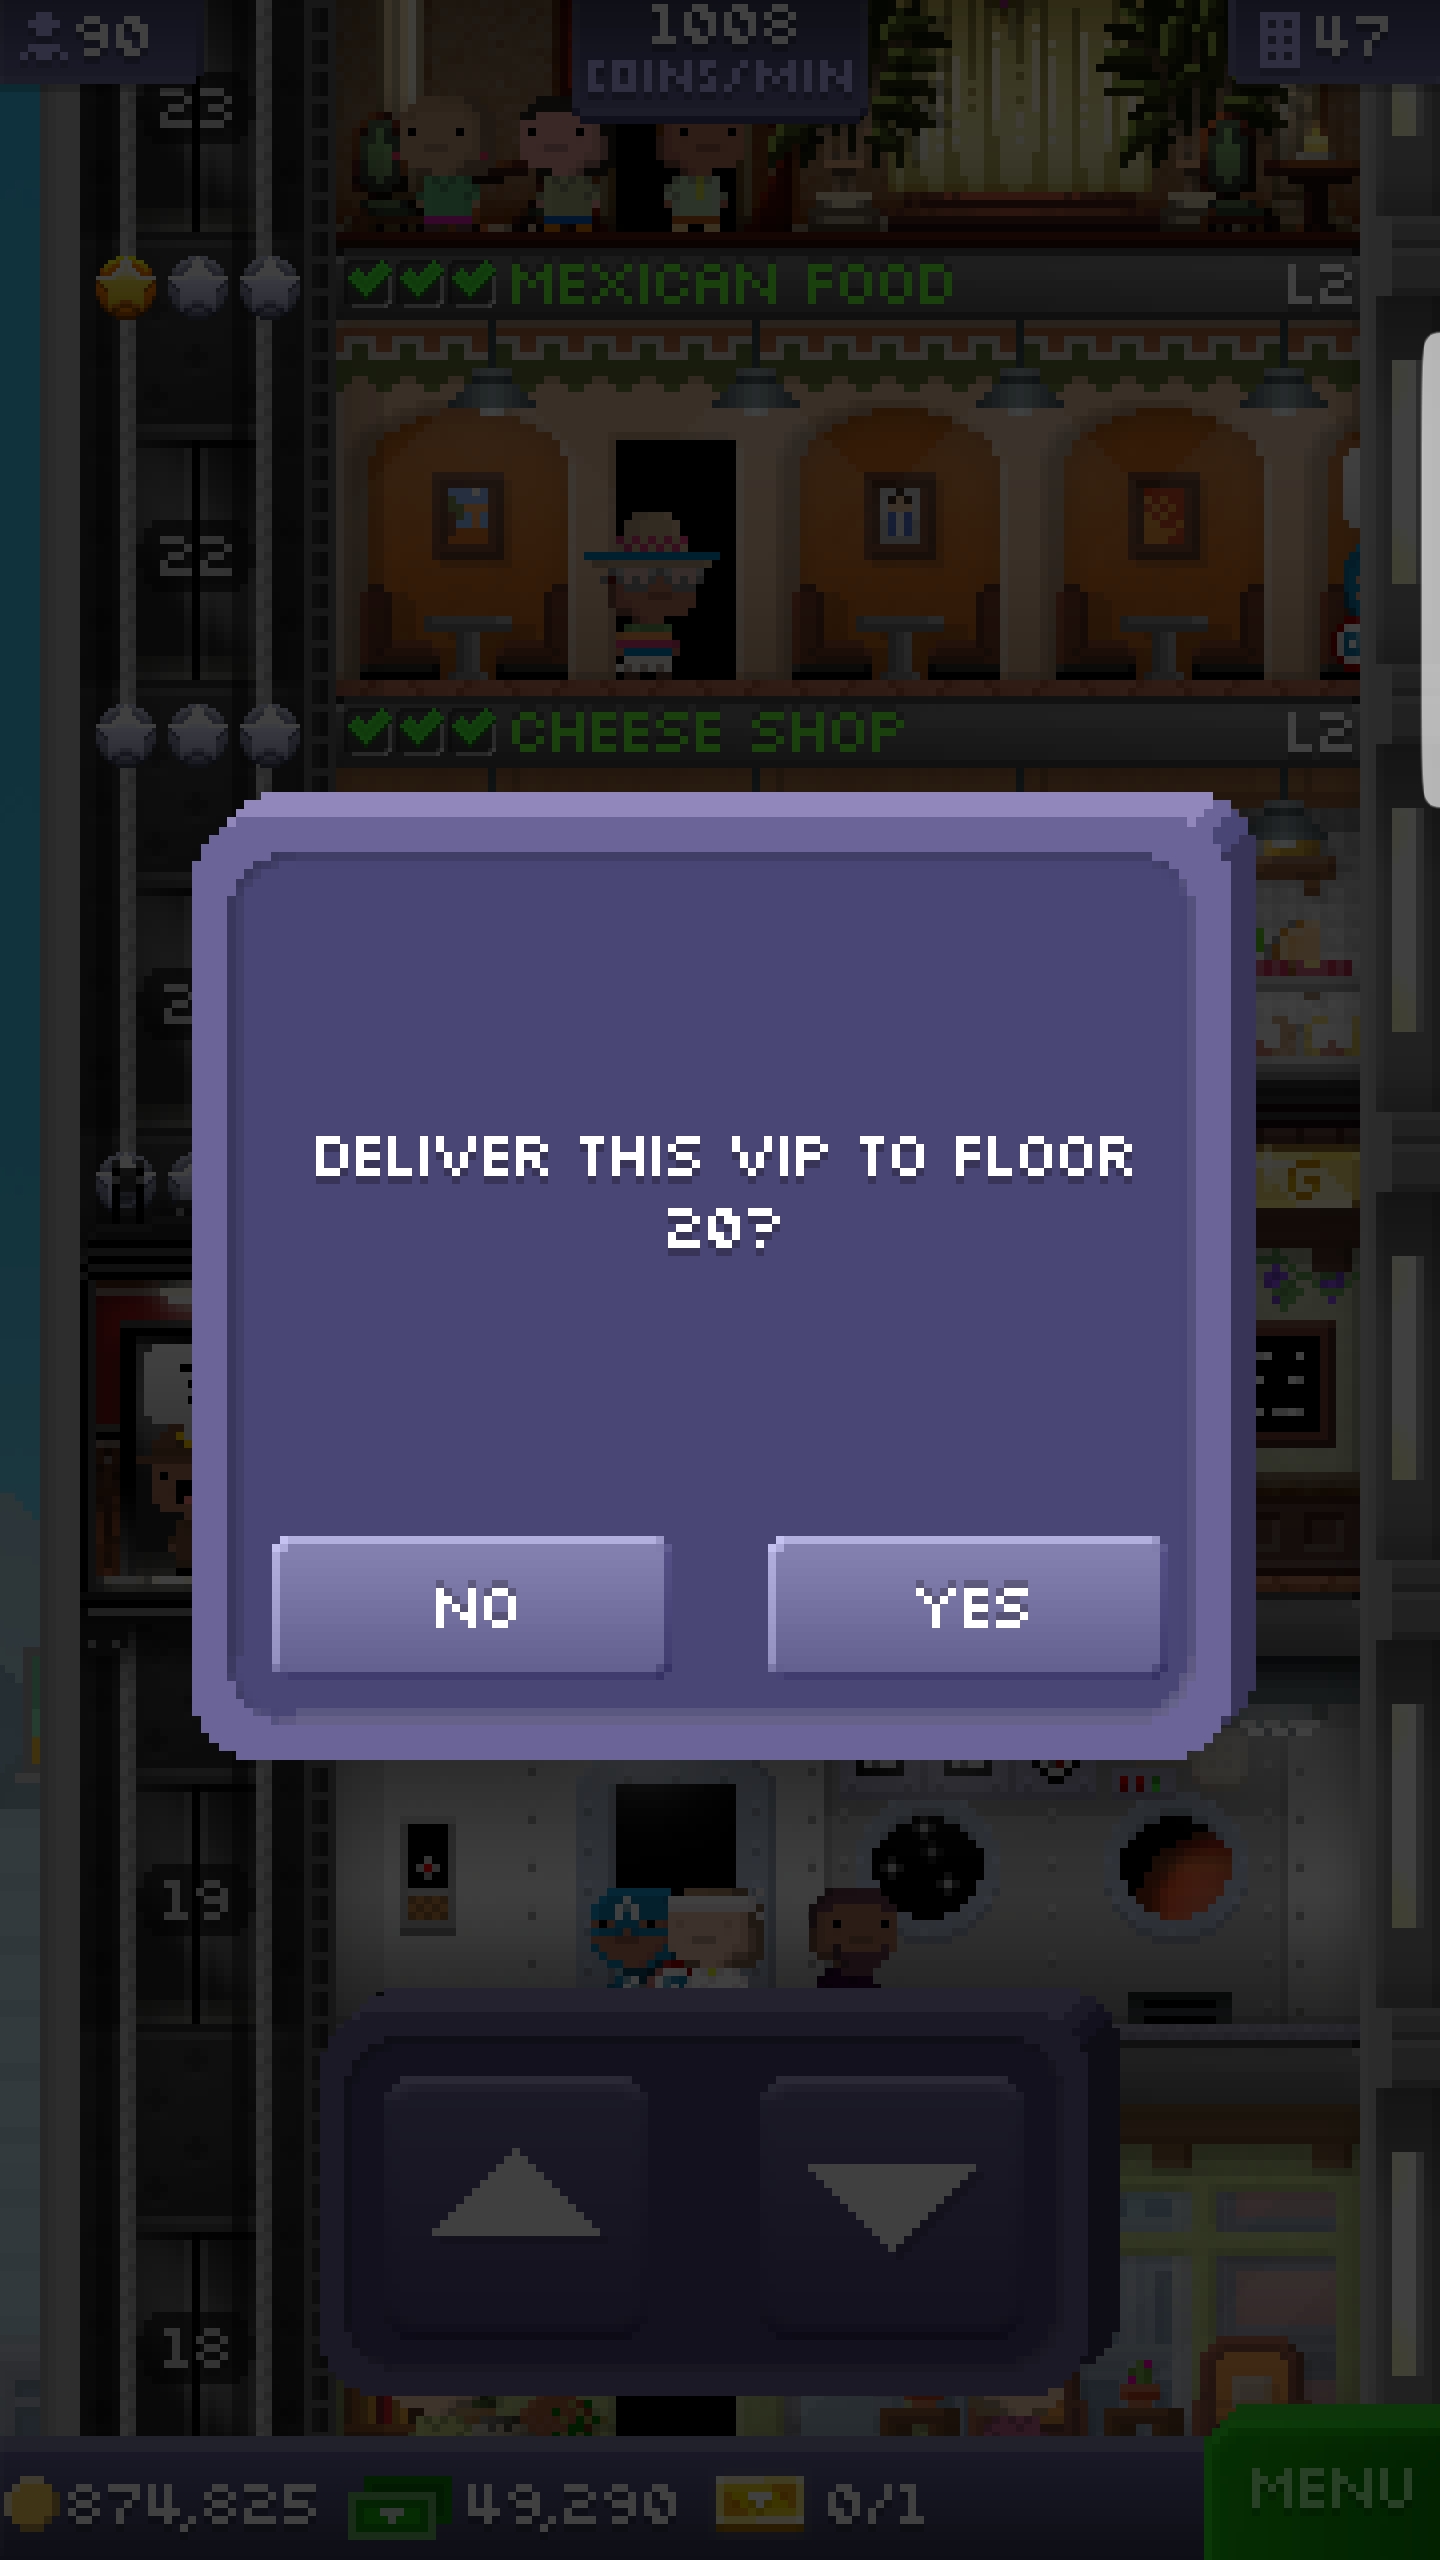 90
1008
COINS/MIN
47
23
MEXICAN FOOD
L2
22
CHEESE SHOP
L2
2
G
DELIVER THIS VIP TO FLOOR
20?
NO
YES
19
18
874,825
49,290
0/1
MENU